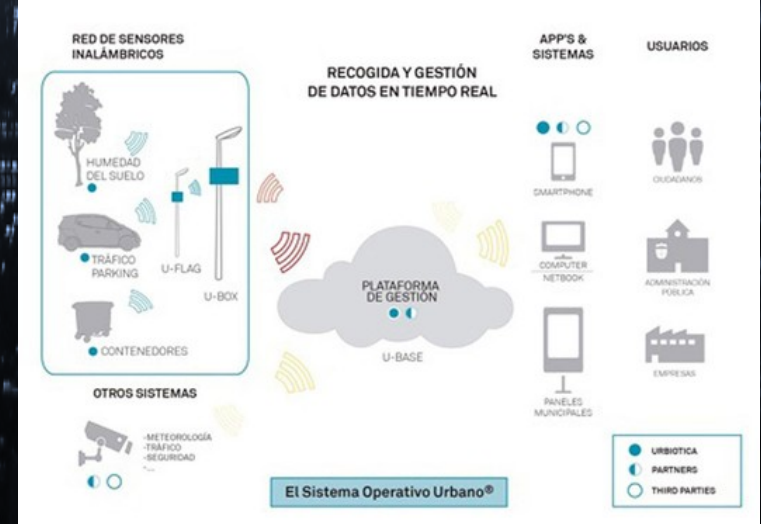 RED DE SENSORES
INALÁMBRICOS
HUMEDAD
DEL SUELO
TRÁFICO
PARKING
U-FLAG
U-BOX
CONTENEDORES
OTROS SISTEMAS
-METEOROLOGÍA
-TRÁFICO
-SEGURIDAD
-...
RECOGIDA Y GESTIÓN
DE DATOS EN TIEMPO REAL
PLATAFORMA
DE GESTIÓN
U-BASE
El Sistema Operativo Urbano®
APP'S &
SISTEMAS
SMARTPHONE
COMPUTER
NETBOOK
PANELES
MUNICIPALES
USUARIOS
CIUDADANOS
ADMINISTRACIÓN
PÚBLICA
EMPRESAS
URBIOTICA
PARTNERS
THIRD PARTIES